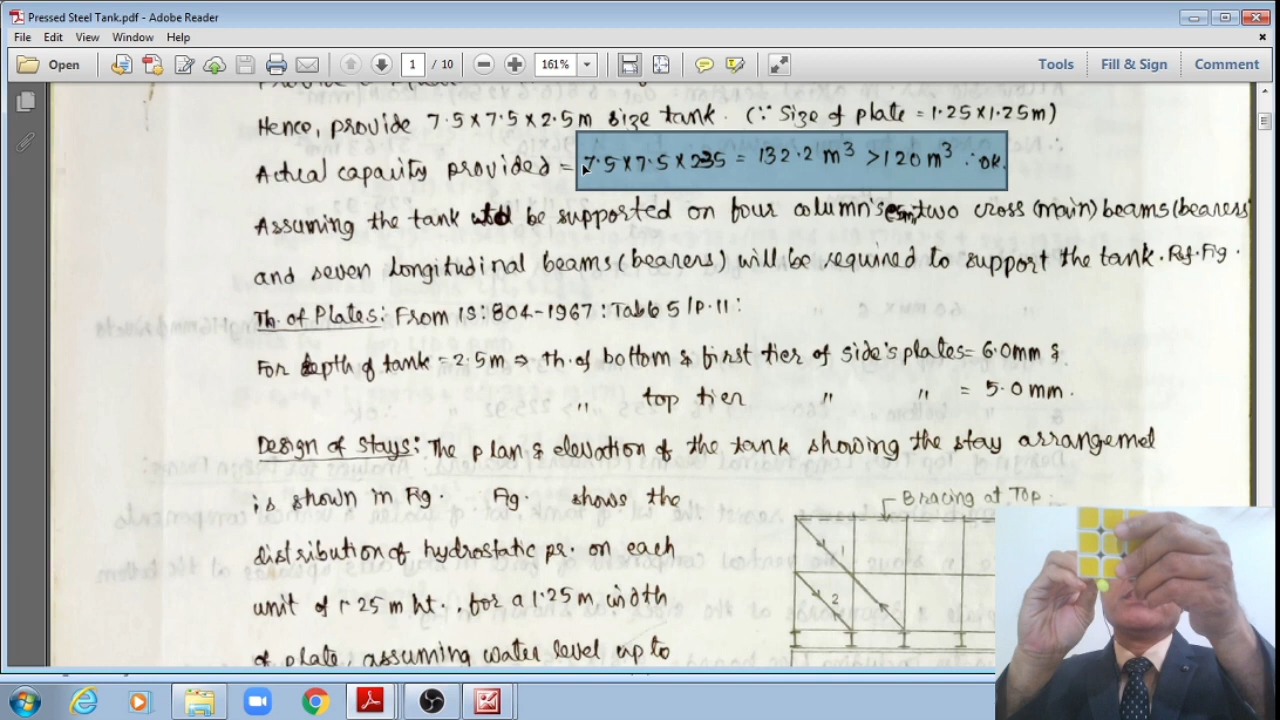 Pressed Steel Tank.pdf - Adobe Reader
File Edit View Window Help
Open 1 / 10 161% Tools Fill & Sign Comment
Hence, provide 7.5 x 7.5 x 2.5 m size tank. (∵ Size of plate = 1.25 x 1.25 m)
Actual capacity provided = 7.5 x 7.5 x 2.35 = 132.21 m³ > 120 m³ ∴ ok.
Assuming the tank to be supported on four column's, two cross (main) beams (bearers
and seven longitudinal beams (bearers) will be required to support the tank. Rf. Fig.
Th. of Plates: From IS: 804-1967: Table 5/P.11:
For depth of tank = 2.5m ⇒ th. of bottom & first tier of side's plates = 6.0mm &
" top tier " " = 5.0 mm.
Design of Stays: The plan & elevation of the tank showing the stay arrangemet
is shown in Fig. Fig. shows the
Bracing at Top.
distribution of hydrostatic pr. on each
1
unit of 1.25 m ht., for a 1.25 m width
2
of plate, assuming water level up to